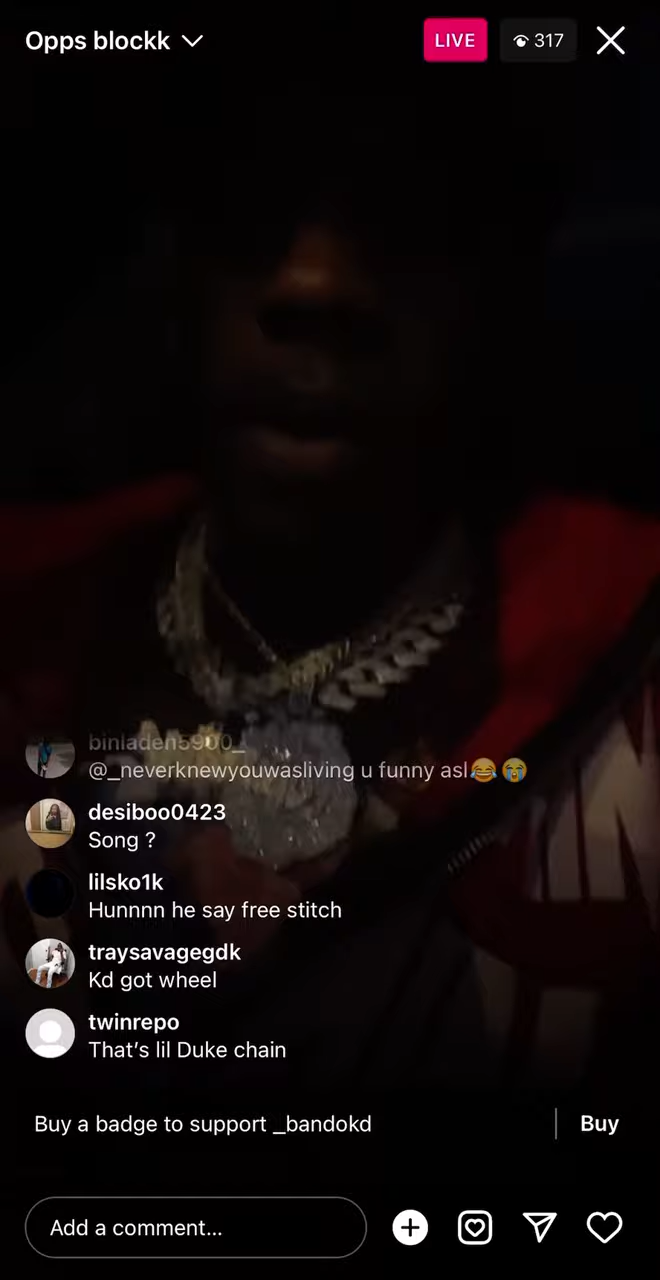 Opps blockk
LIVE
317
binladen5900_
@_neverknewyouwasliving u funny asl😂😭
desiboo0423
Song ?
lilsko1k
Hunnnn he say free stitch
traysavagegdk
Kd got wheel
twinrepo
That’s lil Duke chain
Buy a badge to support _bandokd
Buy
Add a comment...